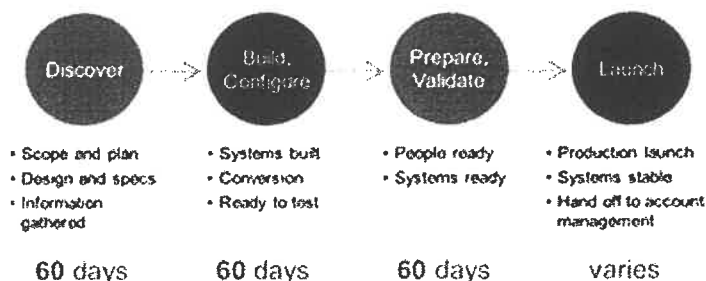 Discover
Build,
Configure
Prepare,
Validate
Launch
• Scope and plan
• Design and specs
• Information
gathered
• Systems built
• Conversion
• Ready to test
• People ready
• Systems ready
• Production launch
• Systems stable
• Hand off to account
management
60 days
60 days
60 days
varies